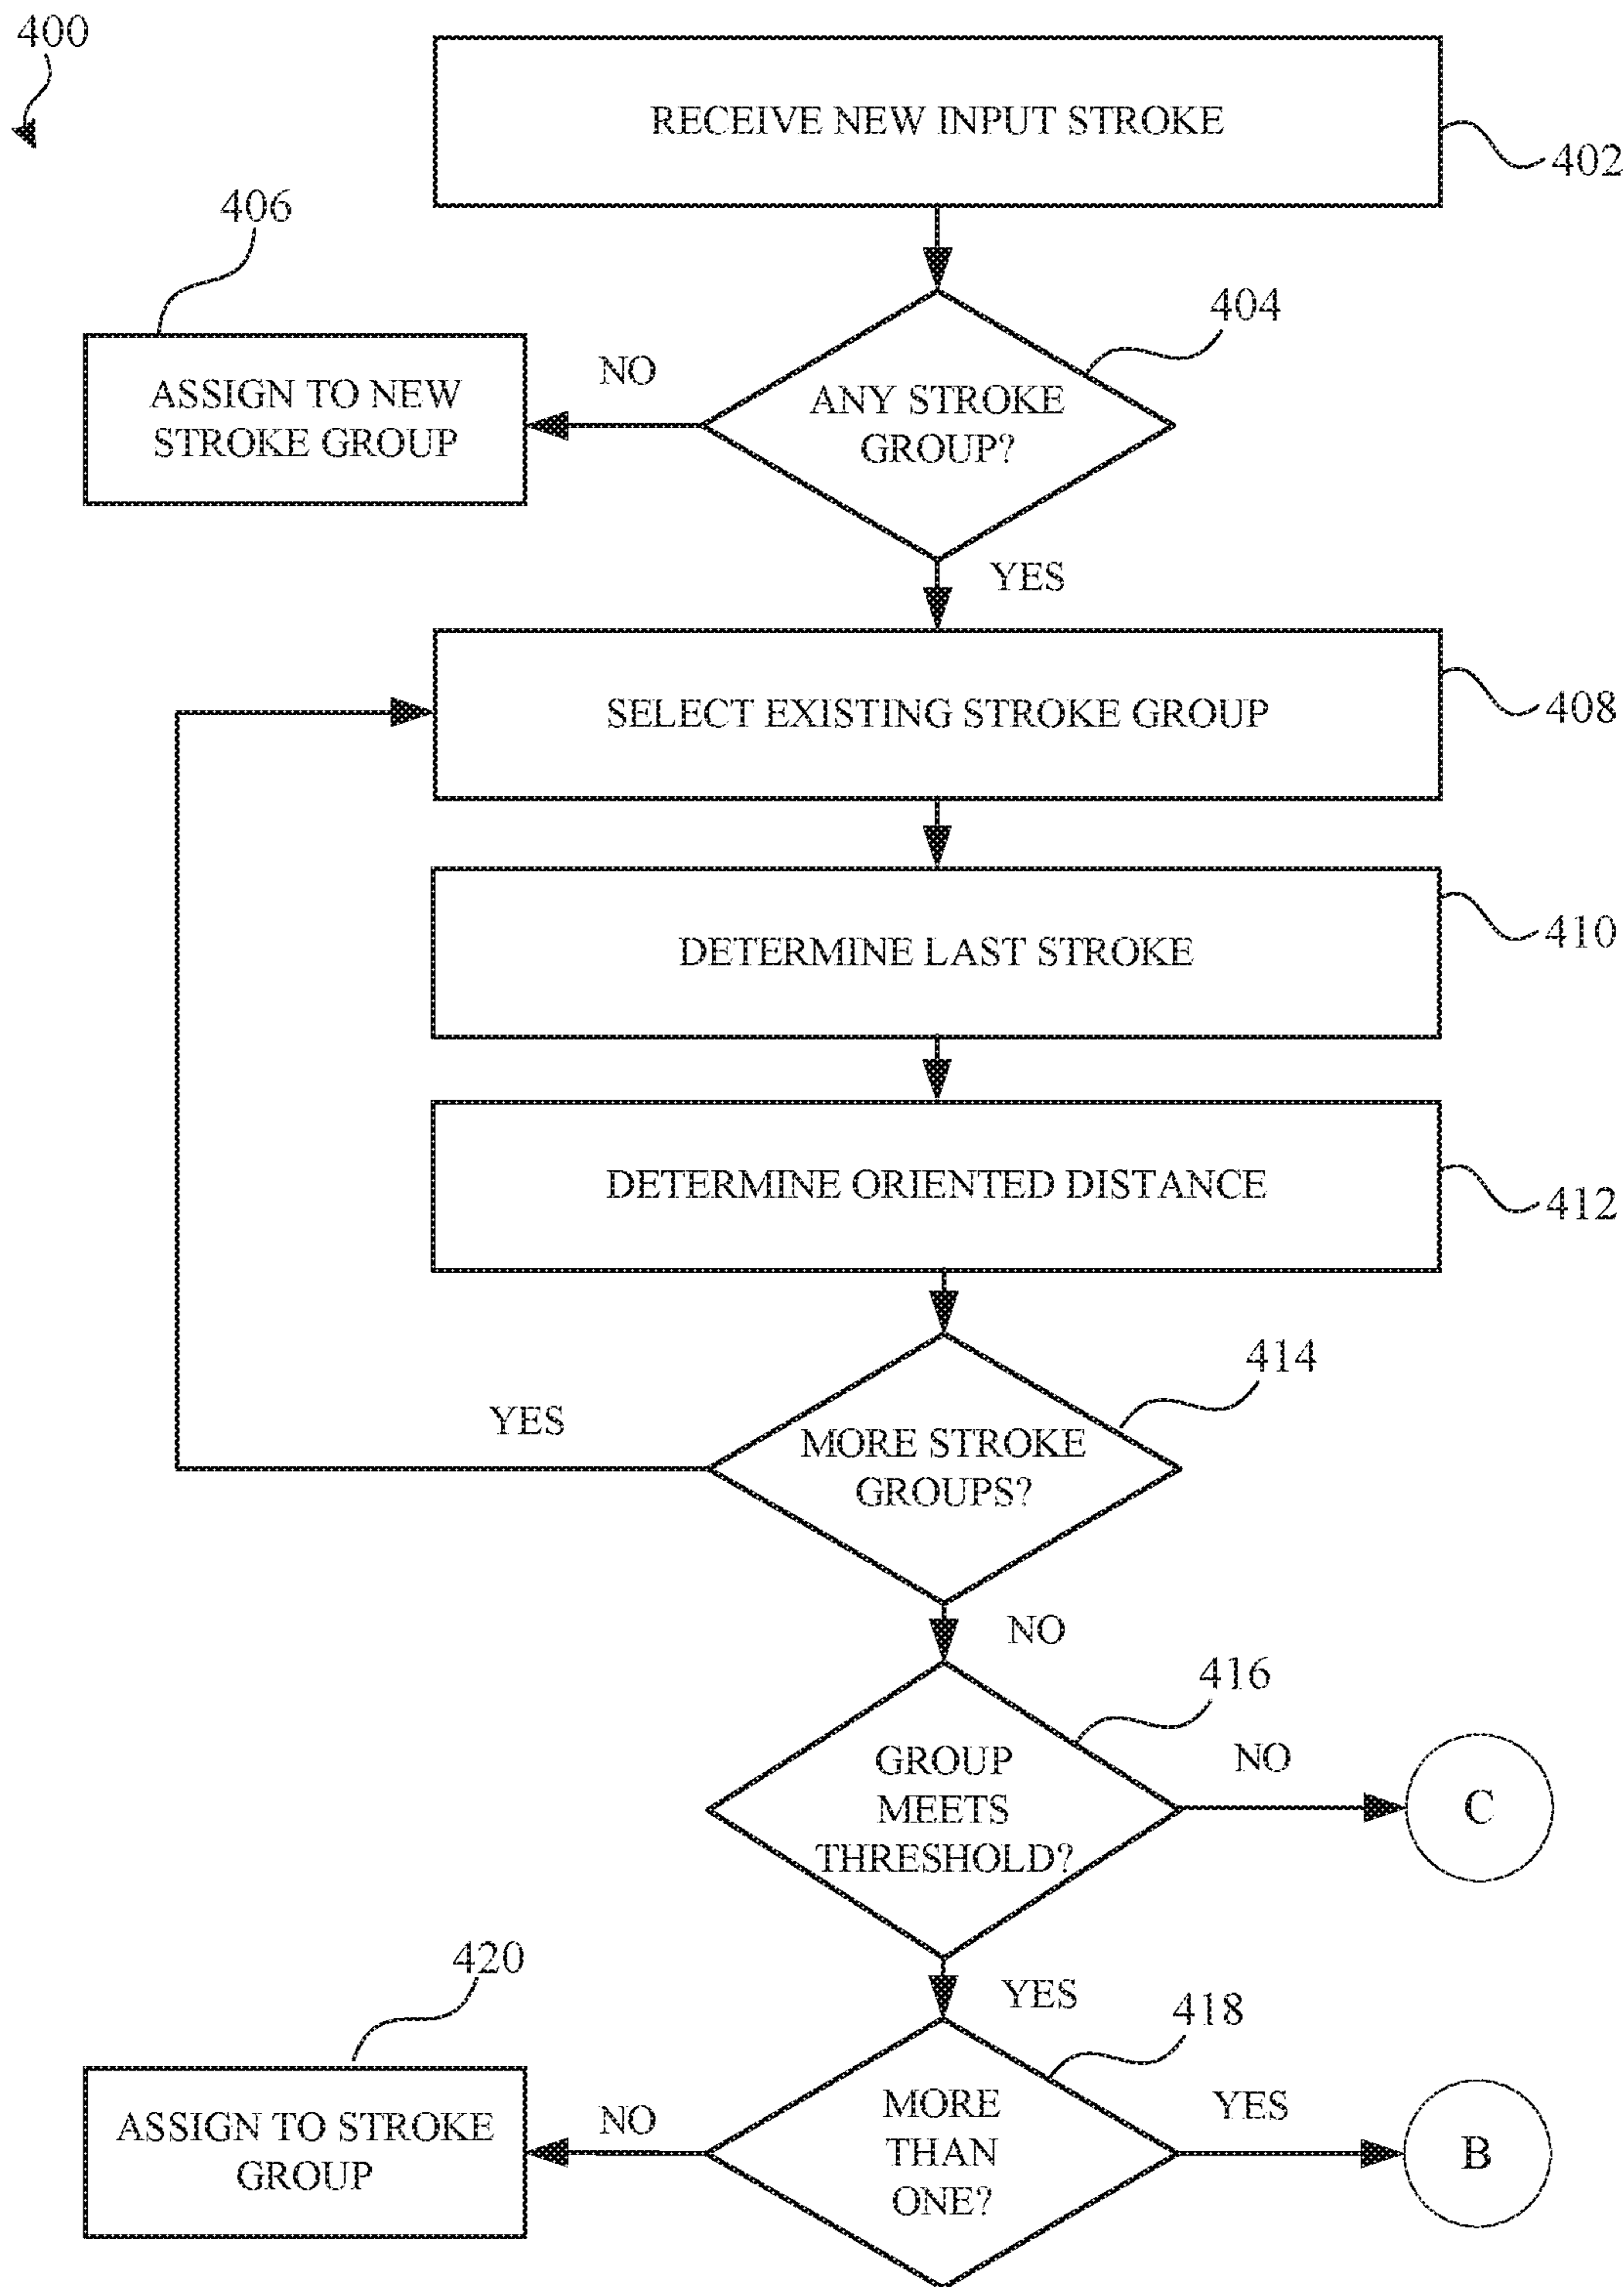 400
RECEIVE NEW INPUT STROKE
402
406
404
ASSIGN TO NEW
STROKE GROUP
NO
ANY STROKE
GROUP?
YES
SELECT EXISTING STROKE GROUP
408
DETERMINE LAST STROKE
410
DETERMINE ORIENTED DISTANCE
412
414
YES
MORE STROKE
GROUPS?
NO
416
GROUP
MEETS
THRESHOLD?
NO
C
420
YES
418
ASSIGN TO STROKE
GROUP
NO
MORE
THAN
ONE?
YES
B